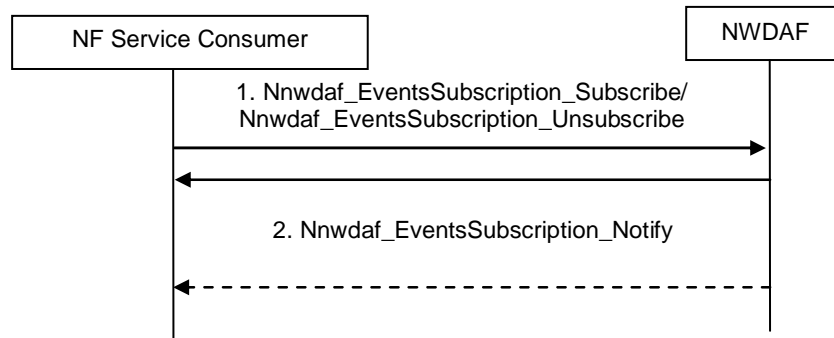 NF Service Consumer
NWDAF
1. Nnwdaf_EventsSubscription_Subscribe/
Nnwdaf_EventsSubscription_Unsubscribe
2. Nnwdaf_EventsSubscription_Notify